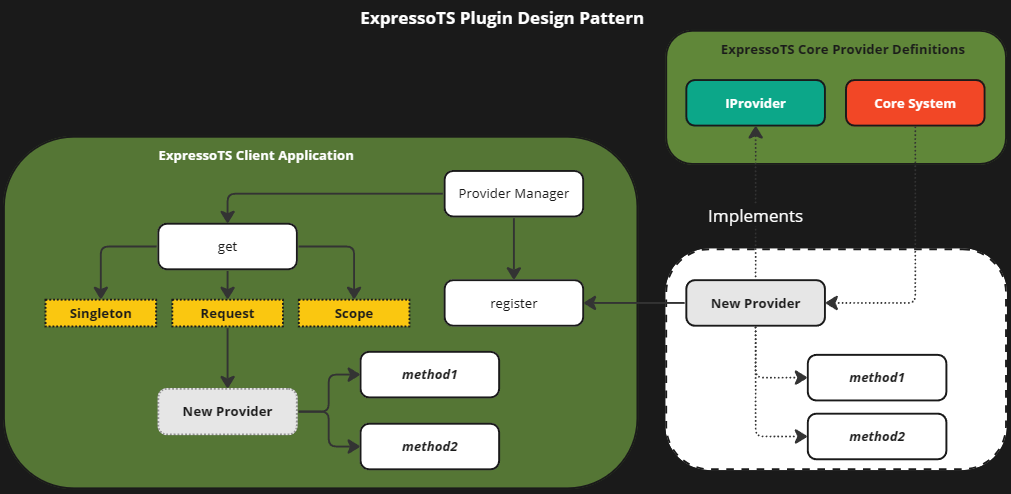 ExpressoTS Plugin Design Pattern
ExpressoTS Core Provider Definitions
IProvider
Core System
ExpressoTS Client Application
Provider Manager
get
register
Singleton
Request
Scope
New Provider
method1
method2
Implements
New Provider
method1
method2